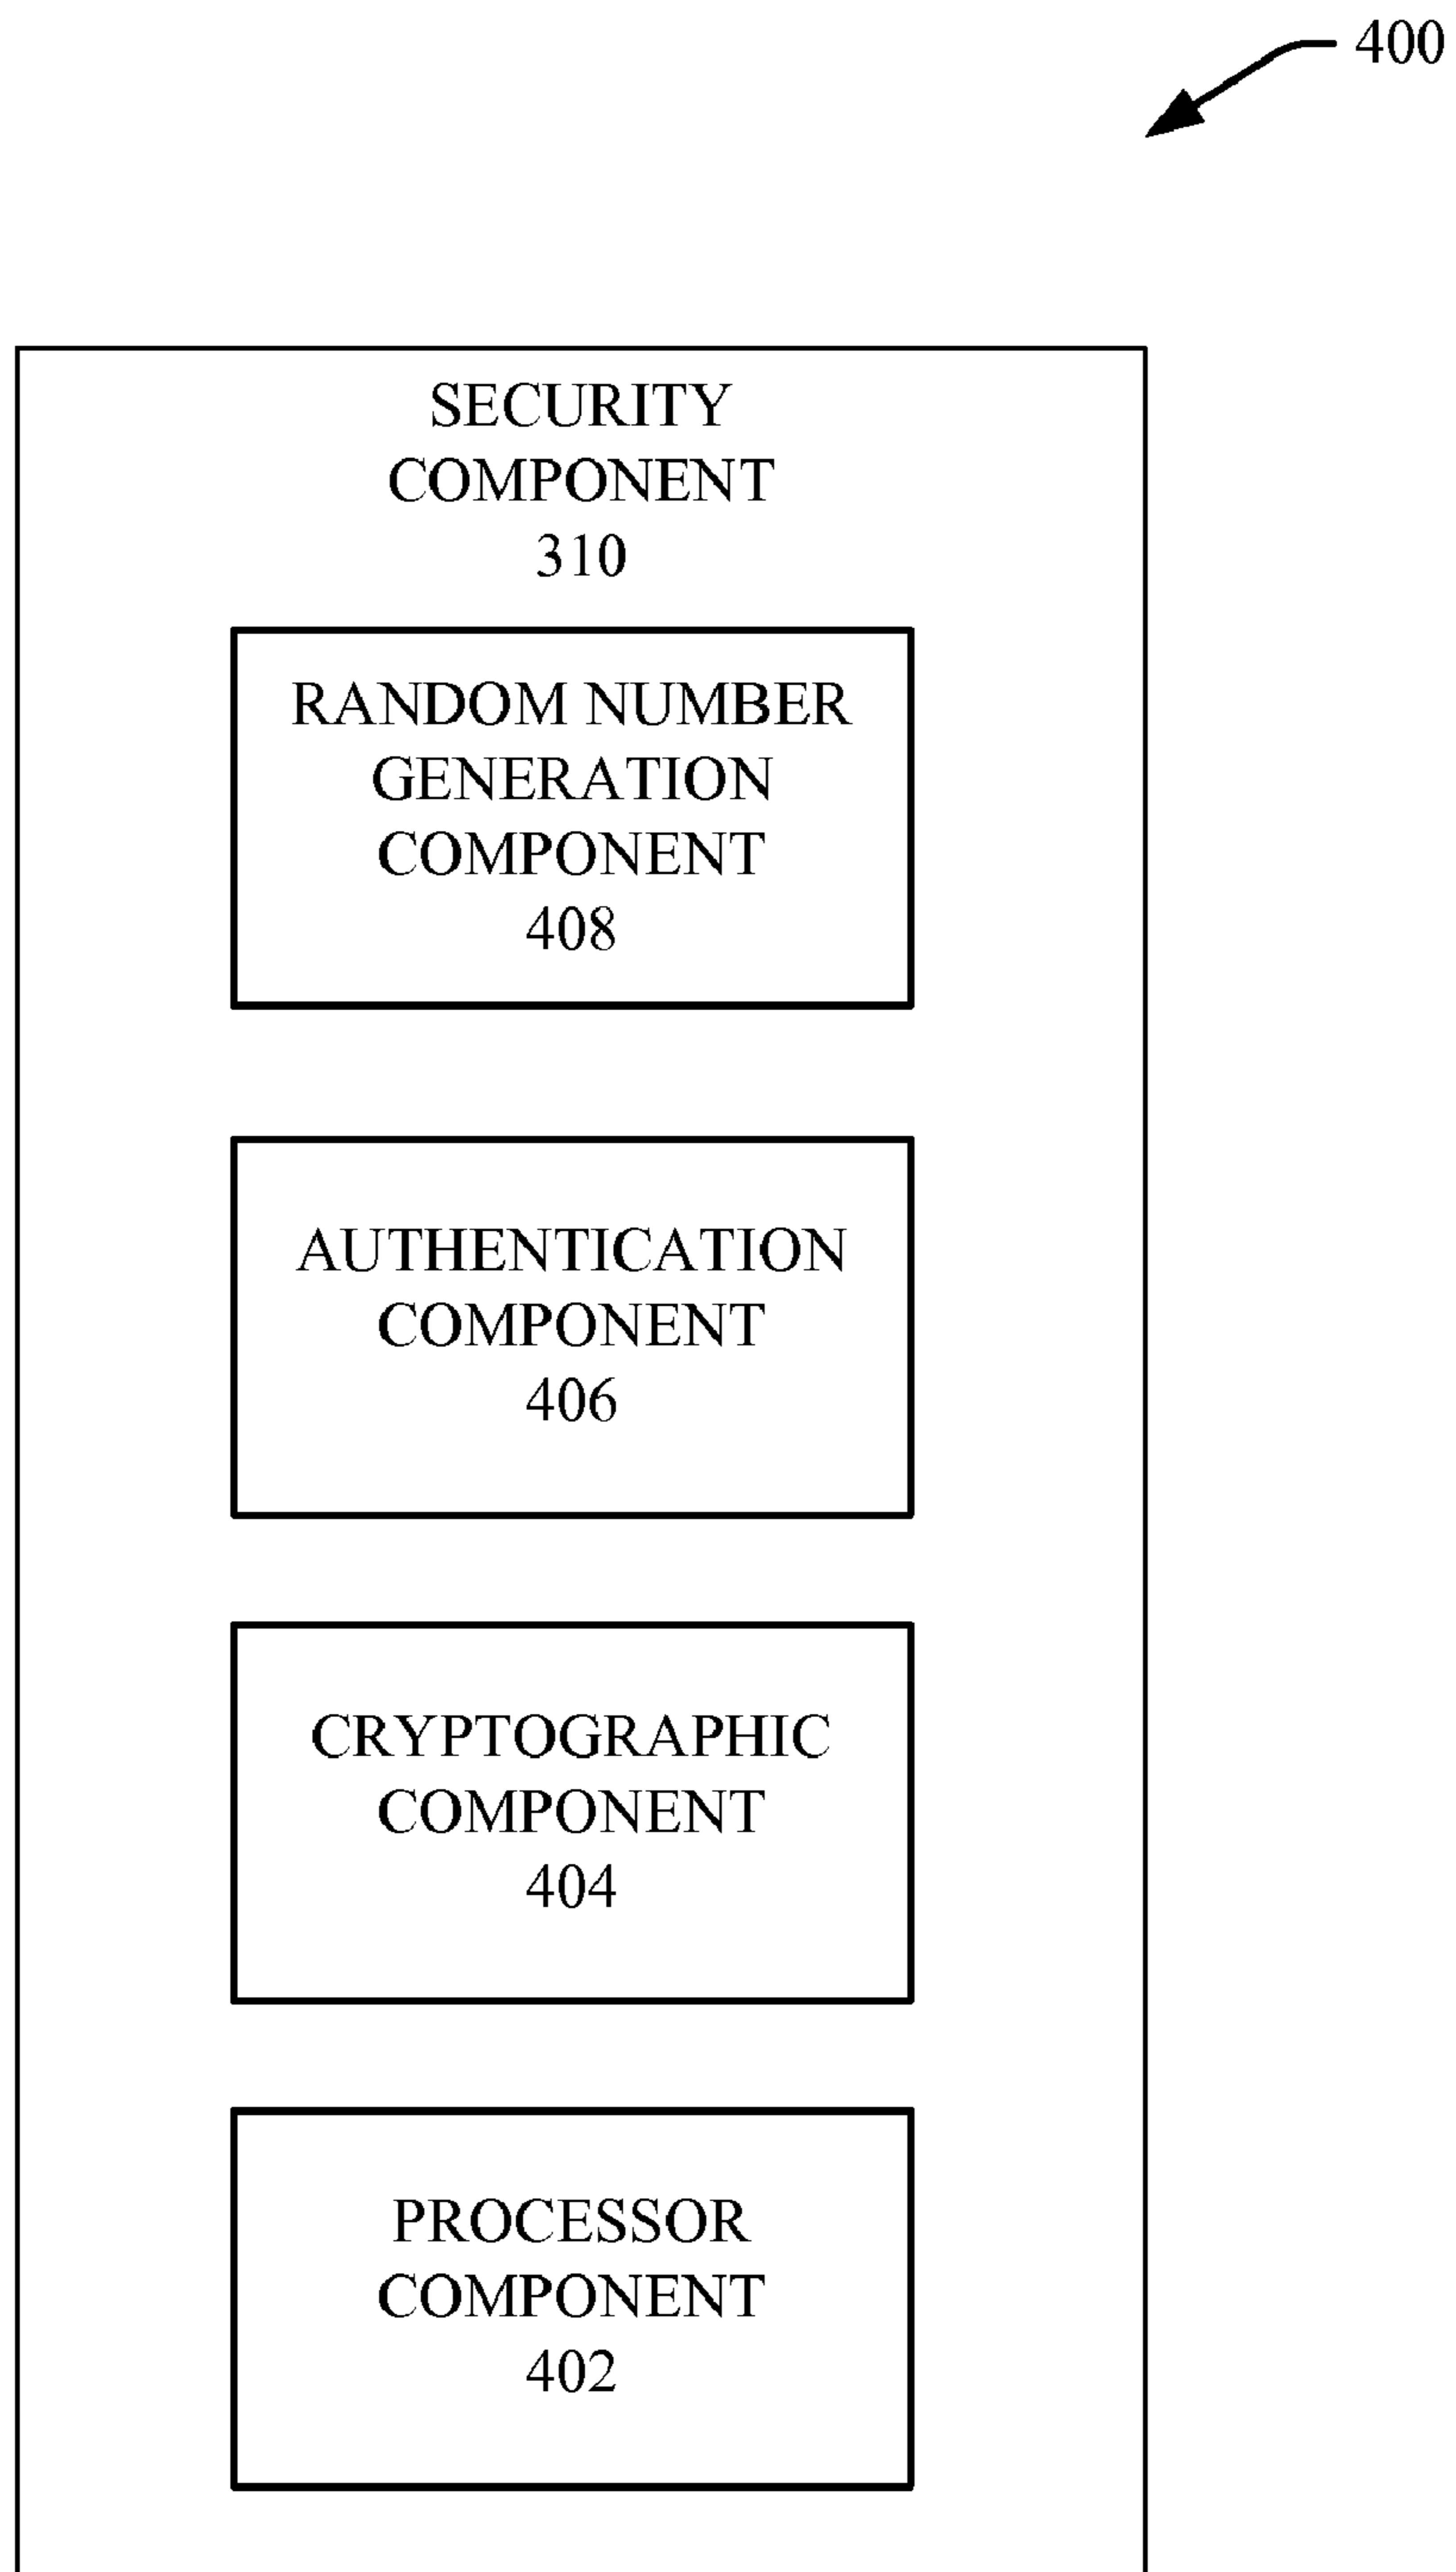 400
SECURITY
COMPONENT
310
RANDOM NUMBER
GENERATION
COMPONENT
408
AUTHENTICATION
COMPONENT
406
CRYPTOGRAPHIC
COMPONENT
404
PROCESSOR
COMPONENT
402